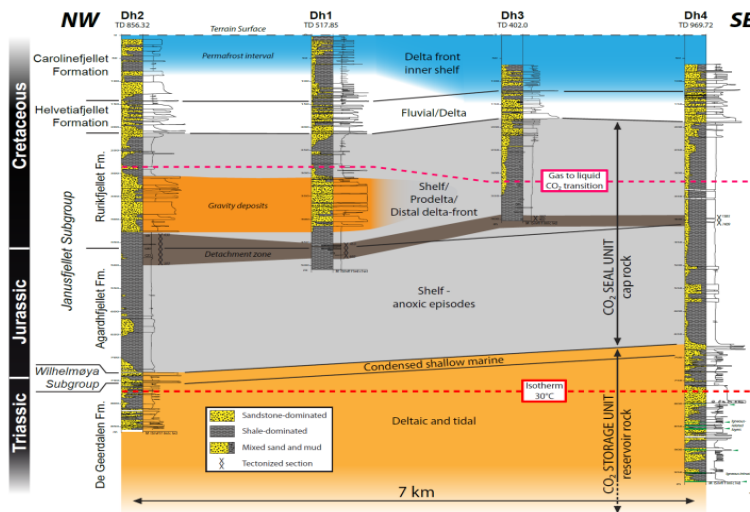 NW
Dh2
TD 856.32
Terrain Surface
Dh1
TD 517.85
Dh3
TD 402.0
Dh4
TD 969.72
SE
Cretaceous
Jurassic
Triassic
Carolinefjellet
Formation
Helvetiafjellet
Formation
Rurikfjellet Fm.
Janusfjellet Subgroup
Agardhfjellet Fm.
Wilhelmøya
Subgroup
De Geerdalen Fm.
Permafrost interval
Delta front
inner shelf
Fluvial/Delta
Gas to liquid
CO₂ transition
Gravity deposits
Shelf/
Prodelta/
Distal delta-front
Detachment zone
Shelf -
anoxic episodes
CO₂ SEAL UNIT
cap rock
Condensed shallow marine
Isotherm
30°C
Sandstone-dominated
Shale-dominated
Mixed sand and mud
Tectonized section
Deltaic and tidal
CO₂ STORAGE UNIT
reservoir rock
7 km